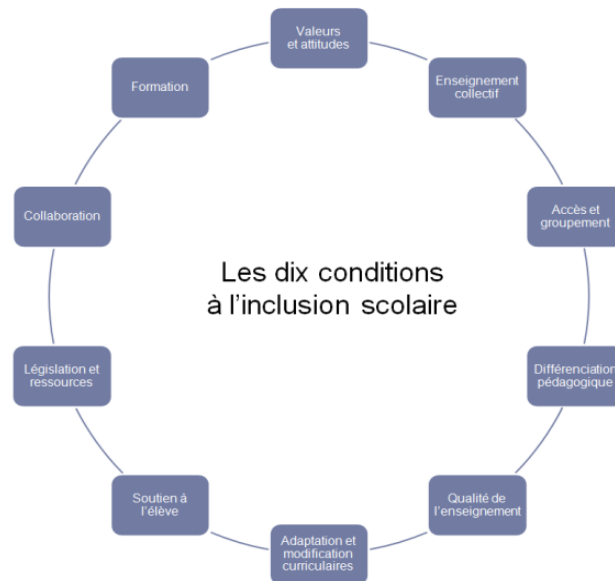 Valeurs
et attitudes
Enseignement
collectif
Accès et
groupement
Différenciation
pédagogique
Qualité de
l'enseignement
Adaptation et
modification
curriculaires
Soutien à
l'élève
Législation et
ressources
Collaboration
Formation
Les dix conditions
à l'inclusion scolaire